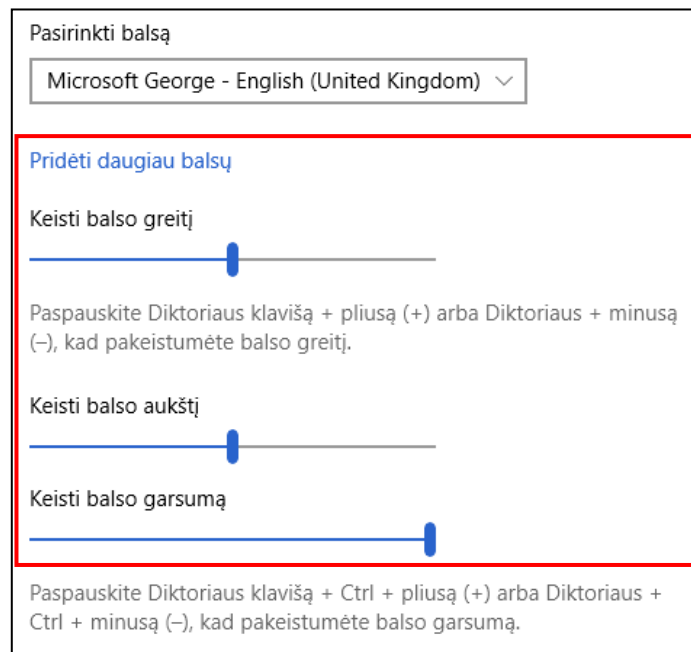 Pasirinkti balsą
Microsoft George - English (United Kingdom)
Pridėti daugiau balsų
Keisti balso greitį
Paspauskite Diktoriaus klavišą + pliusą (+) arba Diktoriaus + minusą
(–), kad pakeistumėte balso greitį.
Keisti balso aukštį
Keisti balso garsumą
Paspauskite Diktoriaus klavišą + Ctrl + pliusą (+) arba Diktoriaus +
Ctrl + minusą (–), kad pakeistumėte balso garsumą.